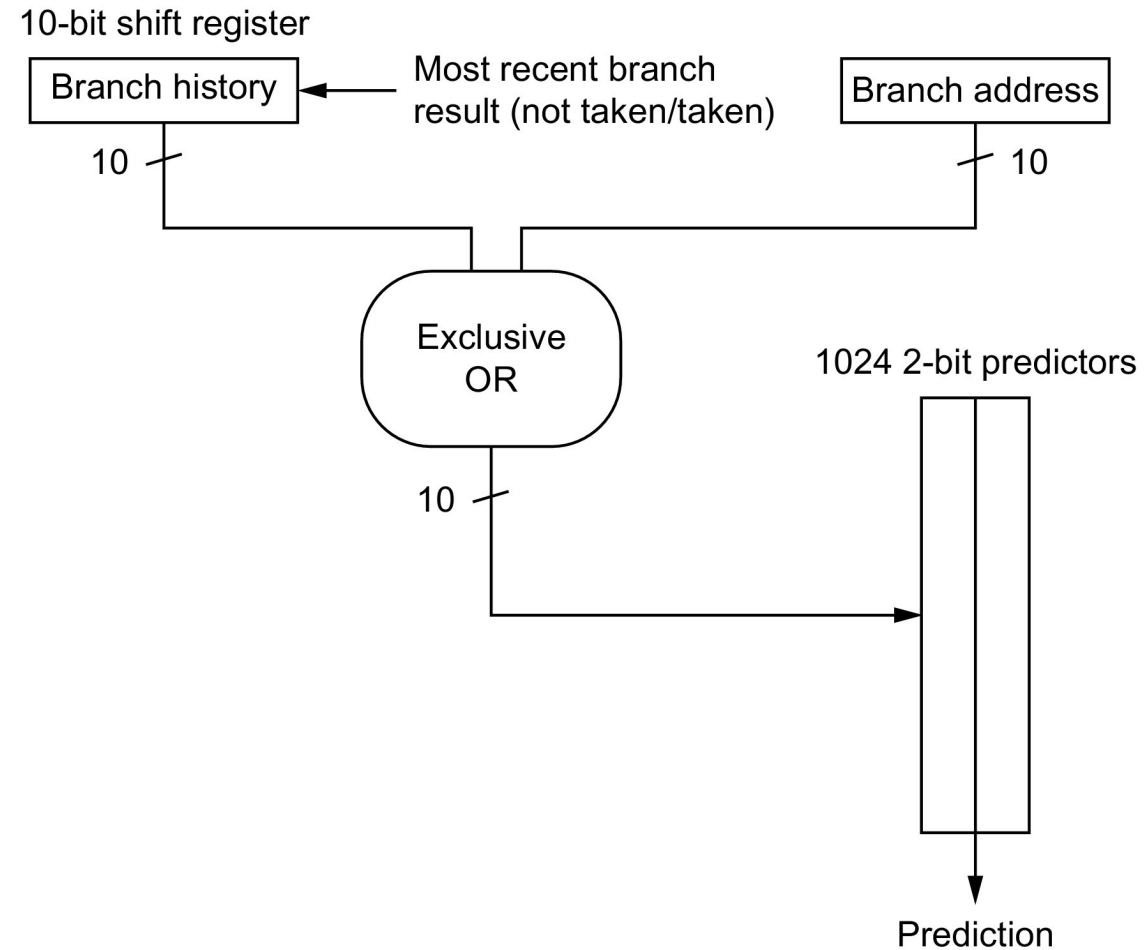 10-bit shift register
Branch history
Most recent branch
result (not taken/taken)
Branch address
10
10
Exclusive
OR
1024 2-bit predictors
10
Prediction